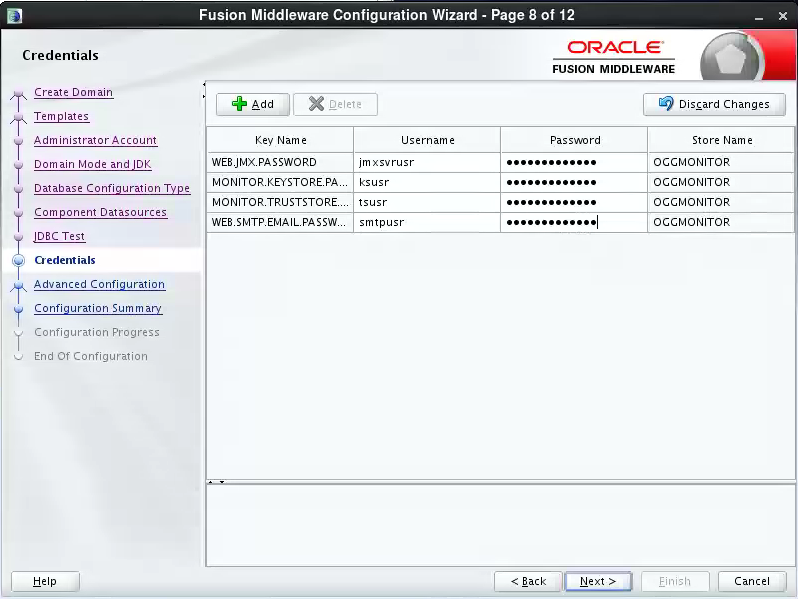 Fusion Middleware Configuration Wizard - Page 8 of 12
Credentials
ORACLE
FUSION MIDDLEWARE
Create Domain
Templates
Administrator Account
Domain Mode and JDK
Database Configuration Type
Component Datasources
JDBC Test
Credentials
Advanced Configuration
Configuration Summary
Configuration Progress
End Of Configuration
Add Delete Discard Changes
Key Name Username Password Store Name
WEB.JMX.PASSWORD jmxsvrusr ●●●●●●●●●●●●● OGGMONITOR
MONITOR.KEYSTORE.PA... ksusr ●●●●●●●●●●●●● OGGMONITOR
MONITOR.TRUSTSTORE.... tsusr ●●●●●●●●●●●●● OGGMONITOR
WEB.SMTP.EMAIL.PASSW... smtpusr ●●●●●●●●●●●●● OGGMONITOR
Help < Back Next > Finish Cancel